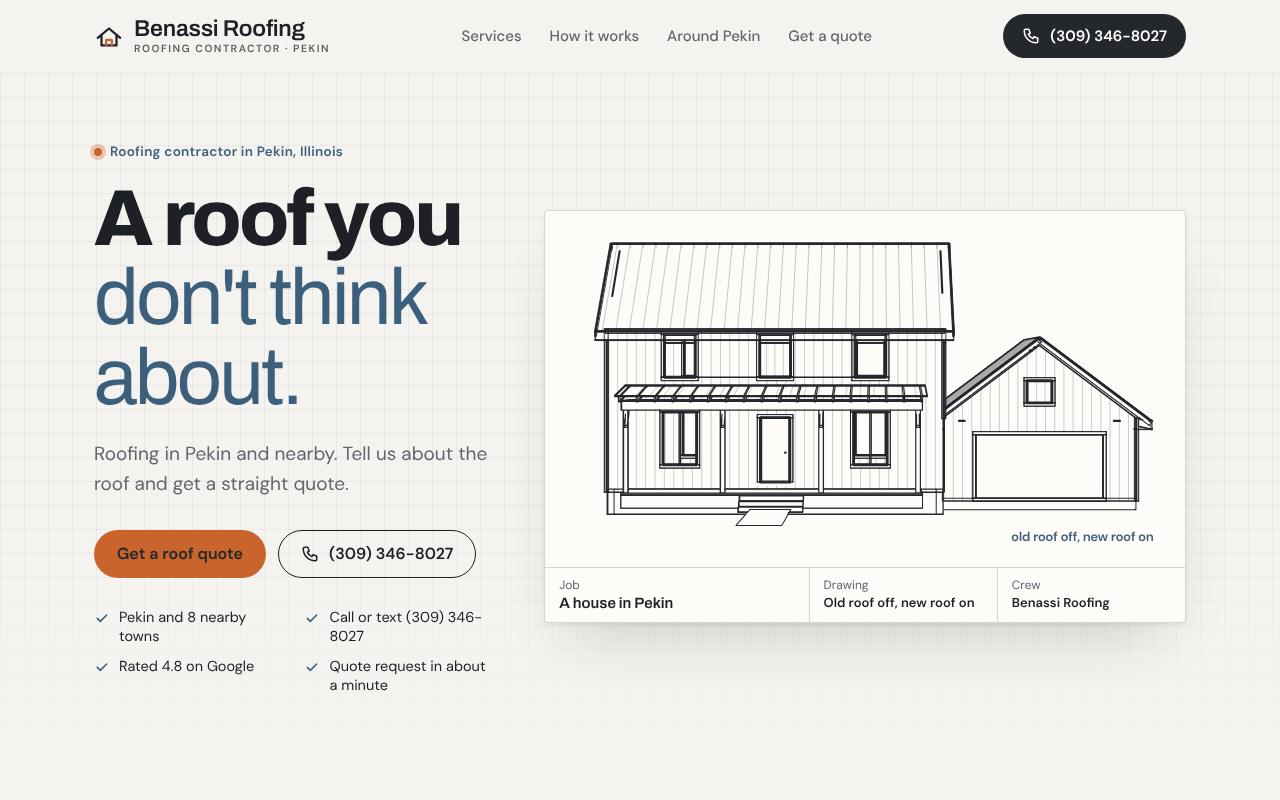 Benassi Roofing
ROOFING CONTRACTOR · PEKIN
Services
How it works
Around Pekin
Get a quote
(309) 346-8027
Roofing contractor in Pekin, Illinois
A roof you
don't think
about.
Roofing in Pekin and nearby. Tell us about the
roof and get a straight quote.
Get a roof quote
(309) 346-8027
Pekin and 8 nearby
towns
Call or text (309) 346-
8027
Rated 4.8 on Google
Quote request in about
a minute
old roof off, new roof on
Job
A house in Pekin
Drawing
Old roof off, new roof on
Crew
Benassi Roofing